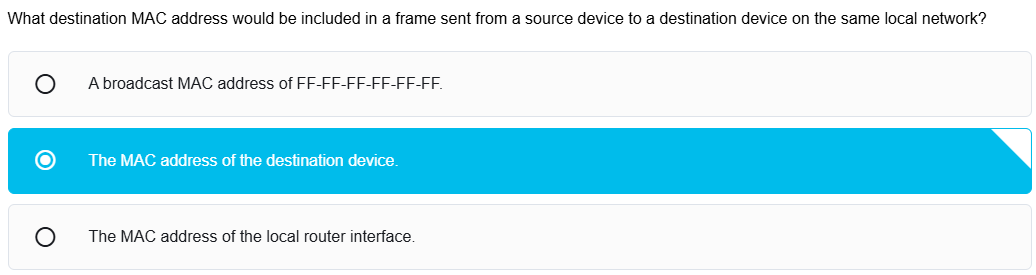 What destination MAC address would be included in a frame sent from a source device to a destination device on the same local network?
A broadcast MAC address of FF-FF-FF-FF-FF-FF.
The MAC address of the destination device.
The MAC address of the local router interface.